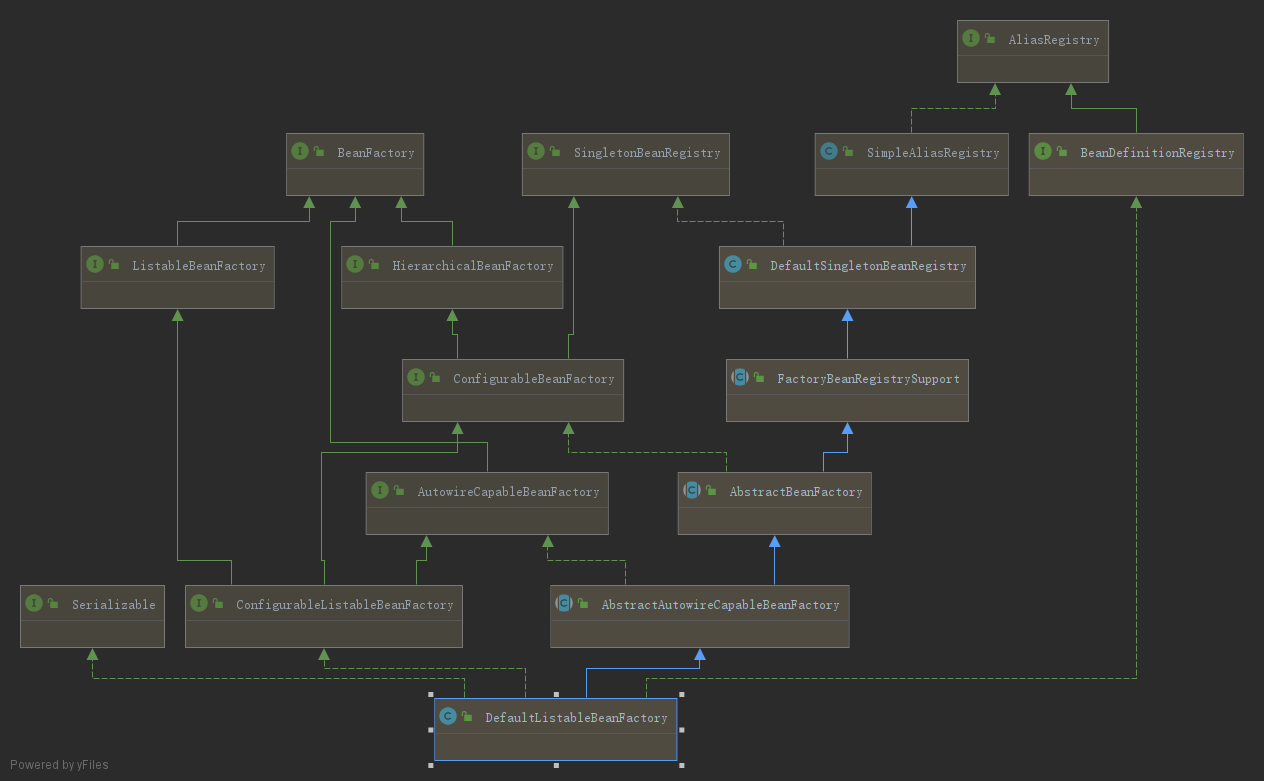 AliasRegistry
BeanFactory
SingletonBeanRegistry
SimpleAliasRegistry
BeanDefinitionRegistry
ListableBeanFactory
HierarchicalBeanFactory
DefaultSingletonBeanRegistry
ConfigurableBeanFactory
FactoryBeanRegistrySupport
AutowireCapableBeanFactory
AbstractBeanFactory
Serializable
ConfigurableListableBeanFactory
AbstractAutowireCapableBeanFactory
DefaultListableBeanFactory
Powered by yFiles